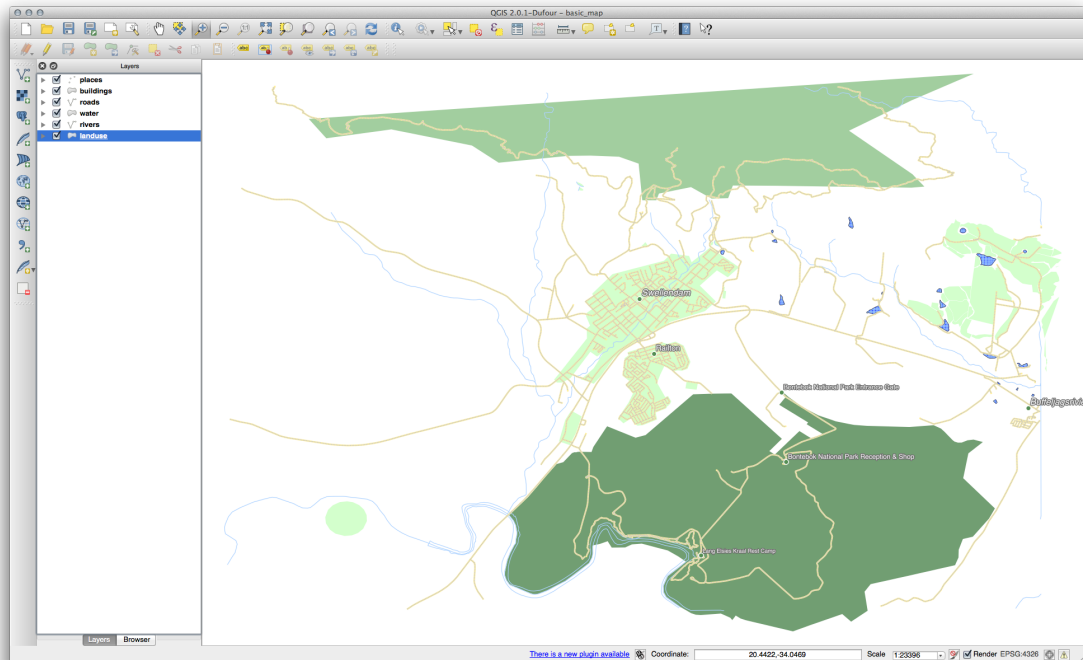 QGIS 2.0.1-Dufour – basic_map
Layers
places
buildings
roads
water
rivers
landuse
Swellendam
Railton
Bontebok National Park Entrance Gate
Bontebok National Park Reception & Shop
Lang Elsies Kraal Rest Camp
Layers
Browser
There is a new plugin available
Coordinate:
20.4422,-34.0469
Scale
1:23396
Render
EPSG:4326